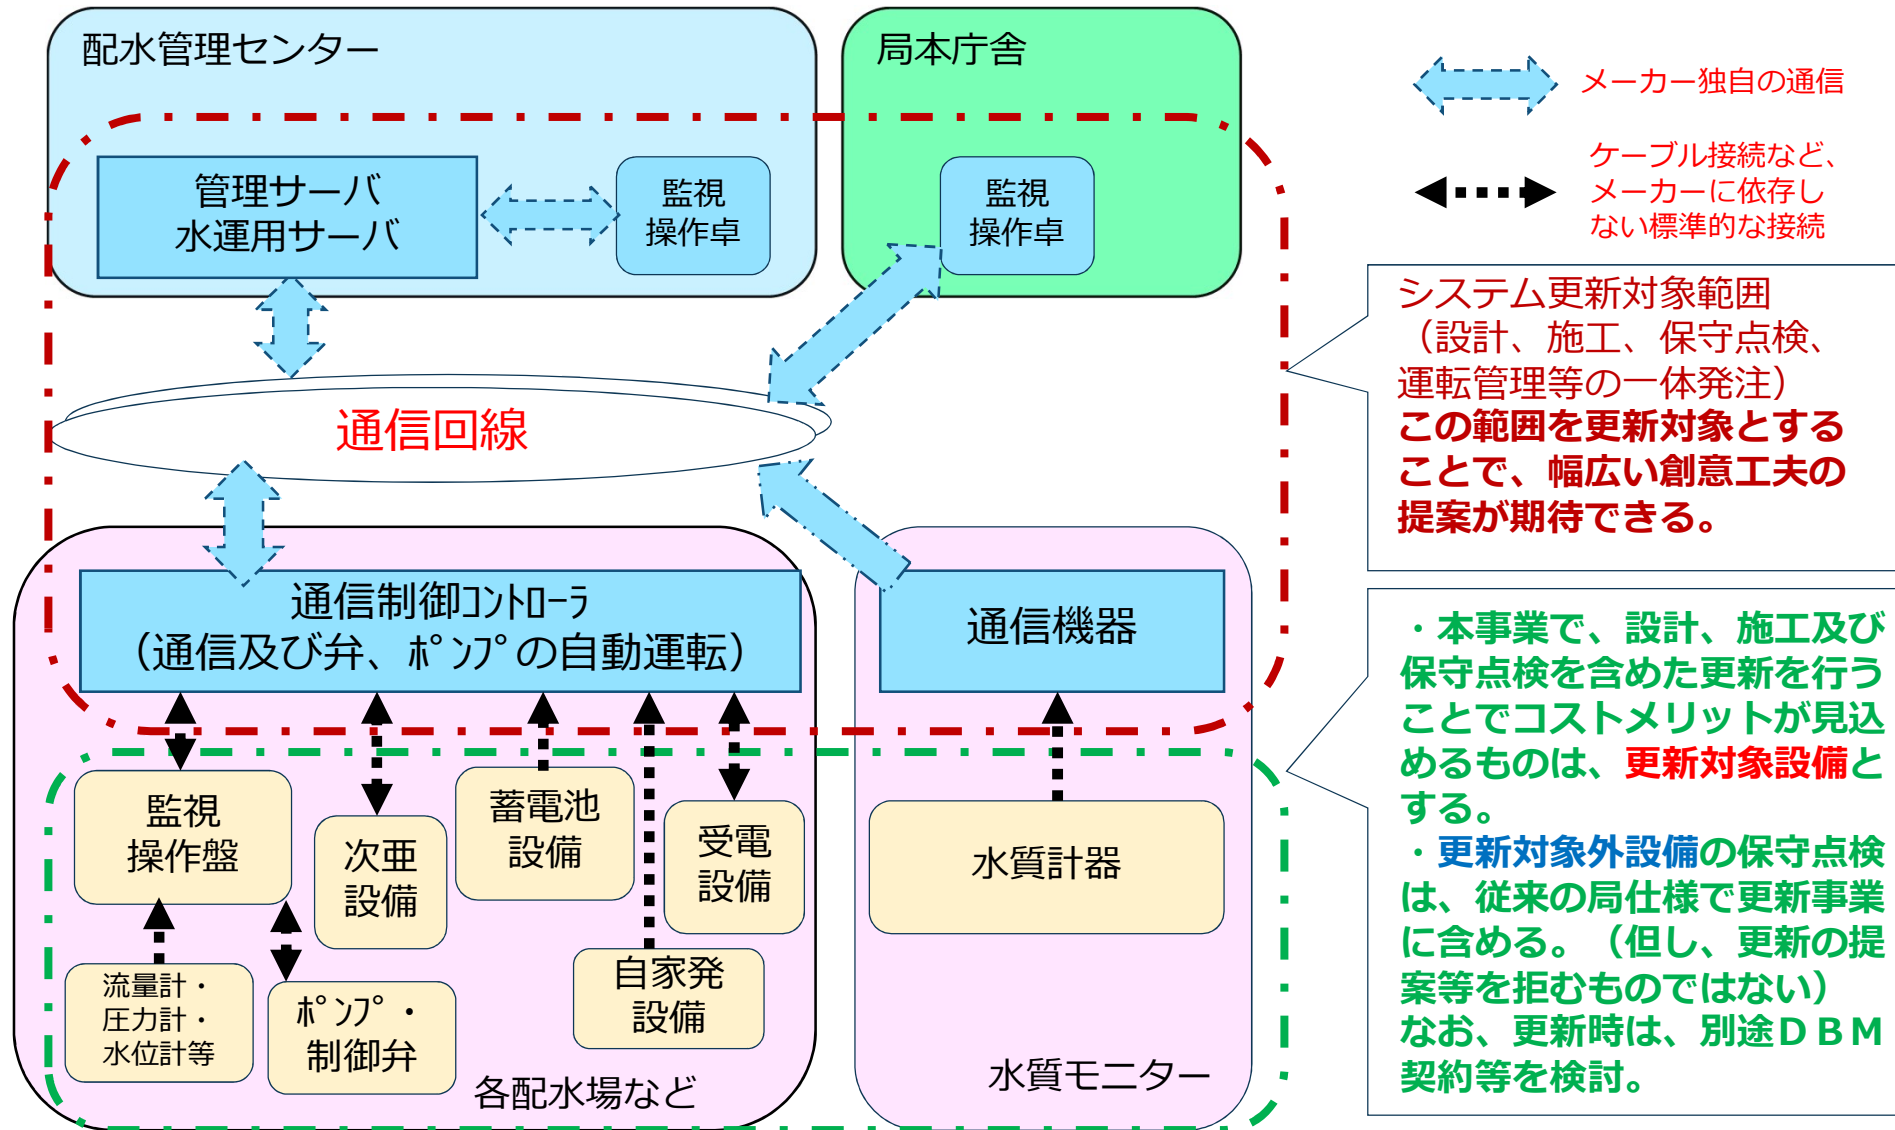 配水管理センター
局本庁舎
メーカー独自の通信
ケーブル接続など、
メーカーに依存し
ない標準的な接続
管理サーバ
水運用サーバ
監視
操作卓
監視
操作卓
通信回線
システム更新対象範囲
（設計、施工、保守点検、
運転管理等の一体発注）
この範囲を更新対象とする
ことで、幅広い創意工夫の
提案が期待できる。
通信制御ｺﾝﾄﾛｰﾗ
（通信及び弁、ﾎﾟﾝﾌﾟの自動運転）
通信機器
監視
操作盤
次亜
設備
蓄電池
設備
受電
設備
水質計器
流量計・
圧力計・
水位計等
ﾎﾟﾝﾌﾟ・
制御弁
自家発
設備
各配水場など
水質モニター
・本事業で、設計、施工及び
保守点検を含めた更新を行う
ことでコストメリットが見込
めるものは、更新対象設備と
する。
・更新対象外設備の保守点検
は、従来の局仕様で更新事業
に含める。（但し、更新の提
案等を拒むものではない）
なお、更新時は、別途ＤＢＭ
契約等を検討。